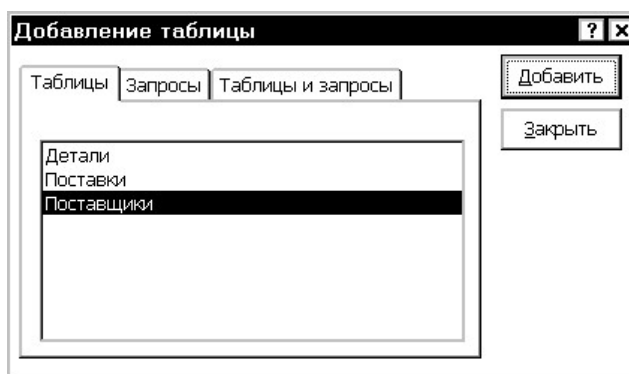 Добавление таблицы ? x
Таблицы Запросы Таблицы и запросы
Добавить
Закрыть
Детали
Поставки
Поставщики